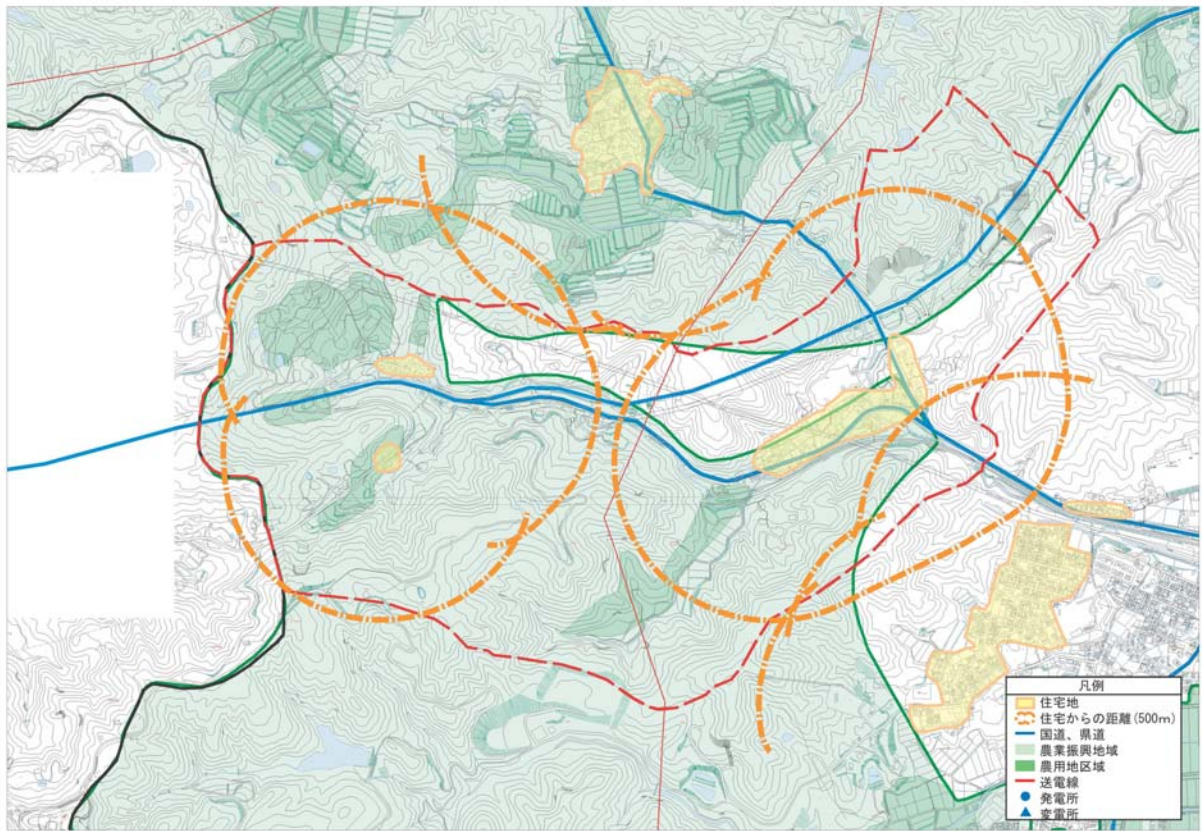 凡例
住宅地
住宅からの距離(500m)
国道、県道
農業振興地域
農用地区域
送電線
発電所
変電所